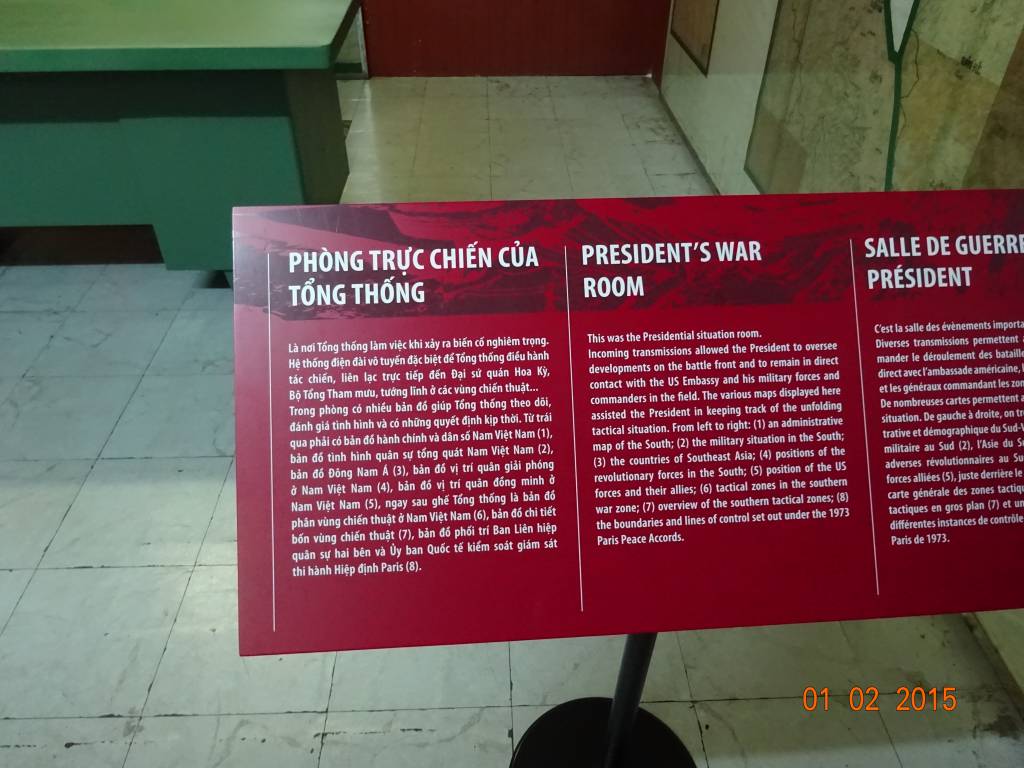 PHÒNG TRỰC CHIẾN CỦA
TỔNG THỐNG
Là nơi Tổng thống làm việc khi xảy ra biến cố nghiêm trọng.
Hệ thống điện đài vô tuyến đặc biệt để Tổng thống điều hành
tác chiến, liên lạc trực tiếp đến Đại sứ quán Hoa Kỳ,
Bộ Tổng Tham mưu, tướng lĩnh ở các vùng chiến thuật...
Trong phòng có nhiều bản đồ giúp Tổng thống theo dõi,
đánh giá tình hình và có những quyết định kịp thời. Từ trái
qua phải có bản đồ hành chính và dân số Nam Việt Nam (1),
bản đồ tình hình quân sự tổng quát Nam Việt Nam (2),
bản đồ Đông Nam Á (3), bản đồ vị trí quân giải phóng
ở Nam Việt Nam (4), bản đồ vị trí quân đồng minh ở
Nam Việt Nam (5), ngay sau ghế Tổng thống là bản đồ
phân vùng chiến thuật ở Nam Việt Nam (6), bản đồ chi tiết
bốn vùng chiến thuật (7), bản đồ phối trí Ban Liên hiệp
quân sự hai bên và Ủy ban Quốc tế kiểm soát giám sát
thi hành Hiệp định Paris (8).
PRESIDENT'S WAR
ROOM
This was the Presidential situation room.
Incoming transmissions allowed the President to oversee
developments on the battle front and to remain in direct
contact with the US Embassy and his military forces and
commanders in the field. The various maps displayed here
assisted the President in keeping track of the unfolding
tactical situation. From left to right: (1) an administrative
map of the South; (2) the military situation in the South;
(3) the countries of Southeast Asia; (4) positions of the
revolutionary forces in the South; (5) position of the US
forces and their allies; (6) tactical zones in the southern
war zone; (7) overview of the southern tactical zones; (8)
the boundaries and lines of control set out under the 1973
Paris Peace Accords.
SALLE DE GUERRE
PRÉSIDENT
C'est la salle des évènements importa
Diverses transmissions permettent
mander le déroulement des bataill
direct avec l'ambassade américaine,
et les généraux commandant les zon
De nombreuses cartes permettent
situation. De gauche à droite, on tr
trative et démographique du Sud-V
militaire au Sud (2), l'Asie du S
adverses révolutionnaires au Su
forces alliées (5), juste derrière le
carte générale des zones tactiq
tactiques en gros plan (7) et un
différentes instances de contrôle
Paris de 1973.
01 02 2015